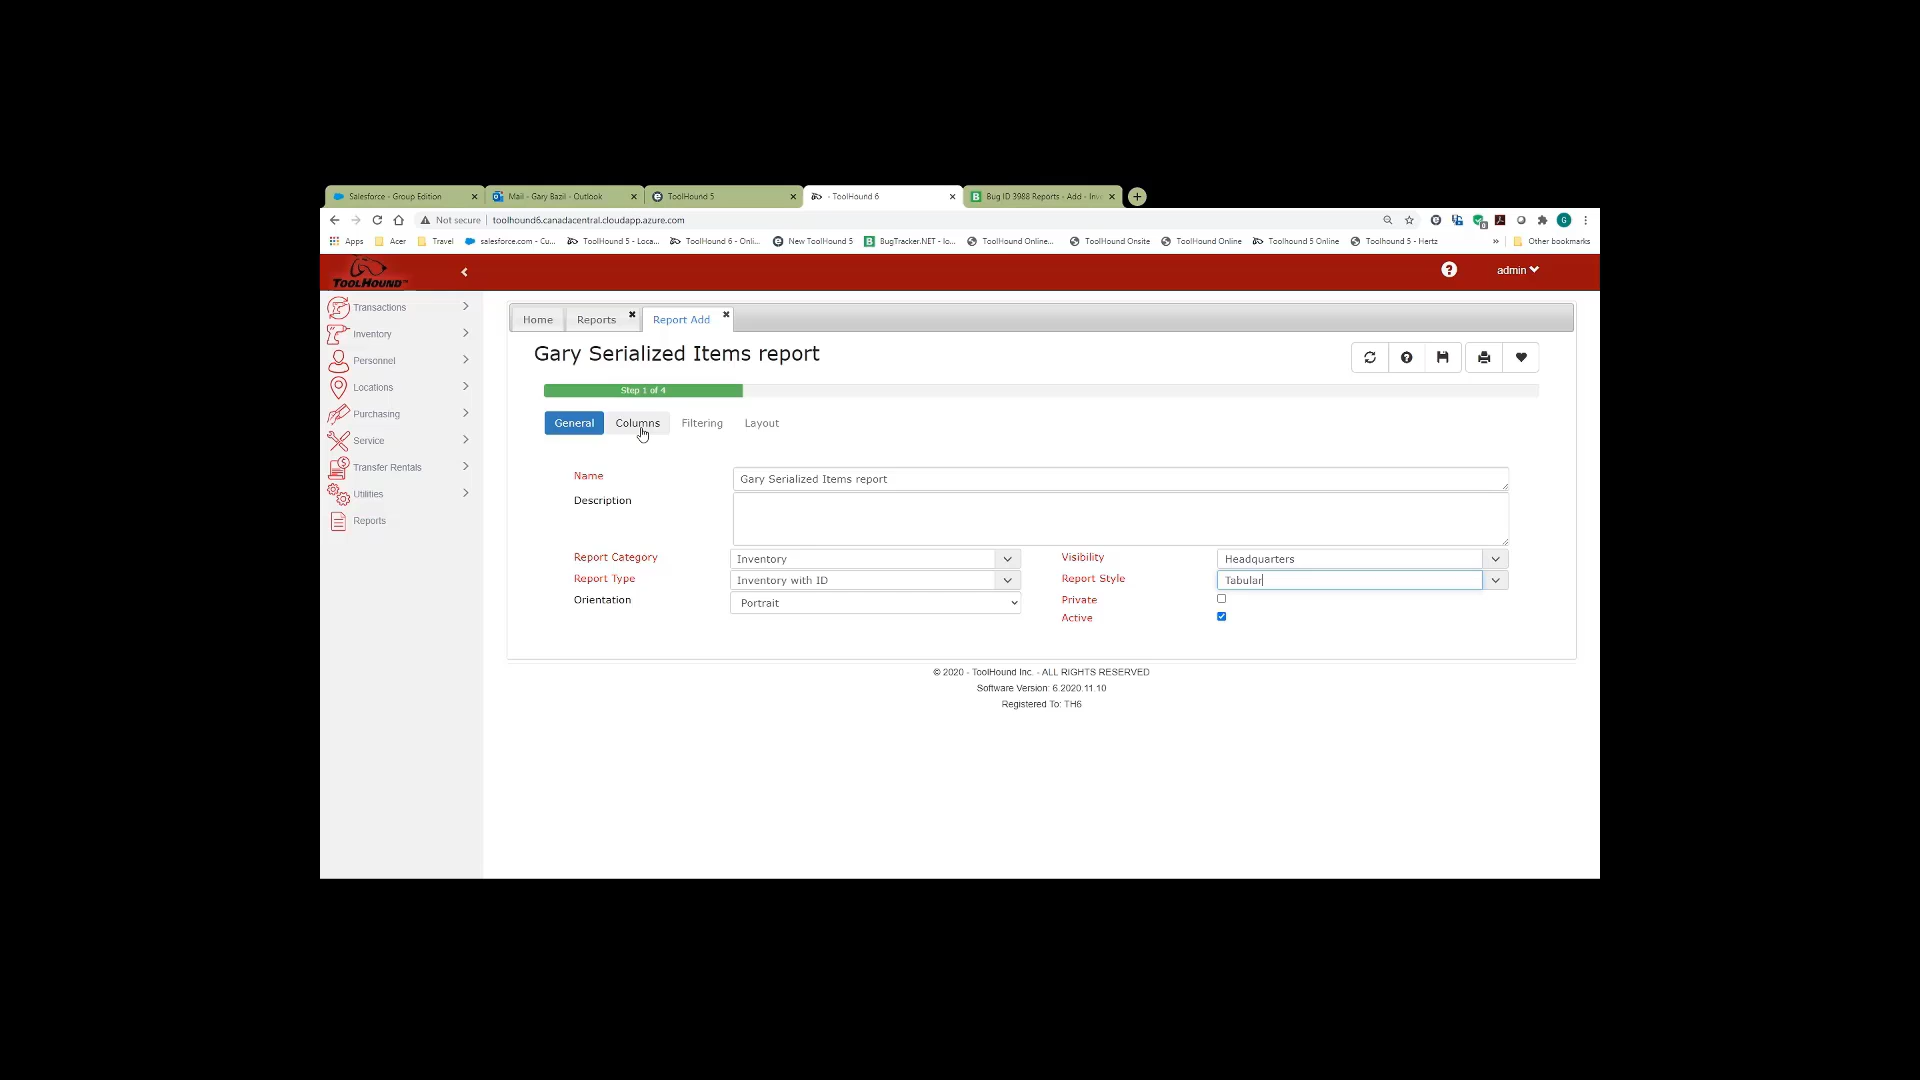 Salesforce - Group Edition
Mail - Gary Bazil - Outlook
ToolHound 5
- ToolHound 6
Bug ID 3988 Reports - Add - Inv
Not secure toolhound6.canadacentral.cloudapp.azure.com
G
Apps Acer Travel salesforce.com - Cu... ToolHound 5 - Loca... ToolHound 6 - Onli... New ToolHound 5 BugTracker.NET - lo... ToolHound Online... ToolHound Onsite ToolHound Online ToolHound 5 Online Toolhound 5 - Hertz » Other bookmarks
TOOLHOUND
admin
Transactions
Inventory
Personnel
Locations
Purchasing
Service
Transfer Rentals
Utilities
Reports
Home Reports Report Add
Gary Serialized Items report
Step 1 of 4
General Columns Filtering Layout
Name Gary Serialized Items report
Description
Report Category Inventory Visibility Headquarters
Report Type Inventory with ID Report Style Tabular
Orientation Portrait Private
Active
© 2020 - ToolHound Inc. - ALL RIGHTS RESERVED
Software Version: 6.2020.11.10
Registered To: TH6